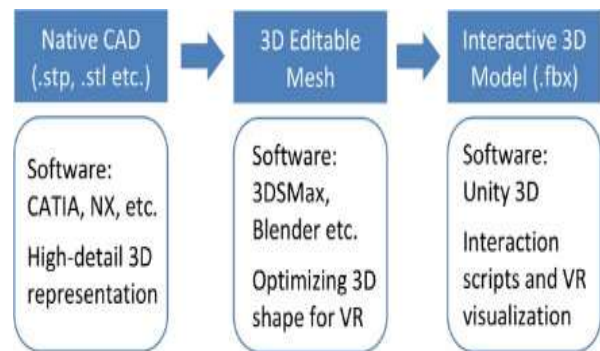 Native CAD
(.stp, .stl etc.)
3D Editable
Mesh
Interactive 3D
Model (.fbx)
Software:
CATIA, NX, etc.
High-detail 3D
representation
Software:
3DSMax,
Blender etc.
Optimizing 3D
shape for VR
Software:
Unity 3D
Interaction
scripts and VR
visualization